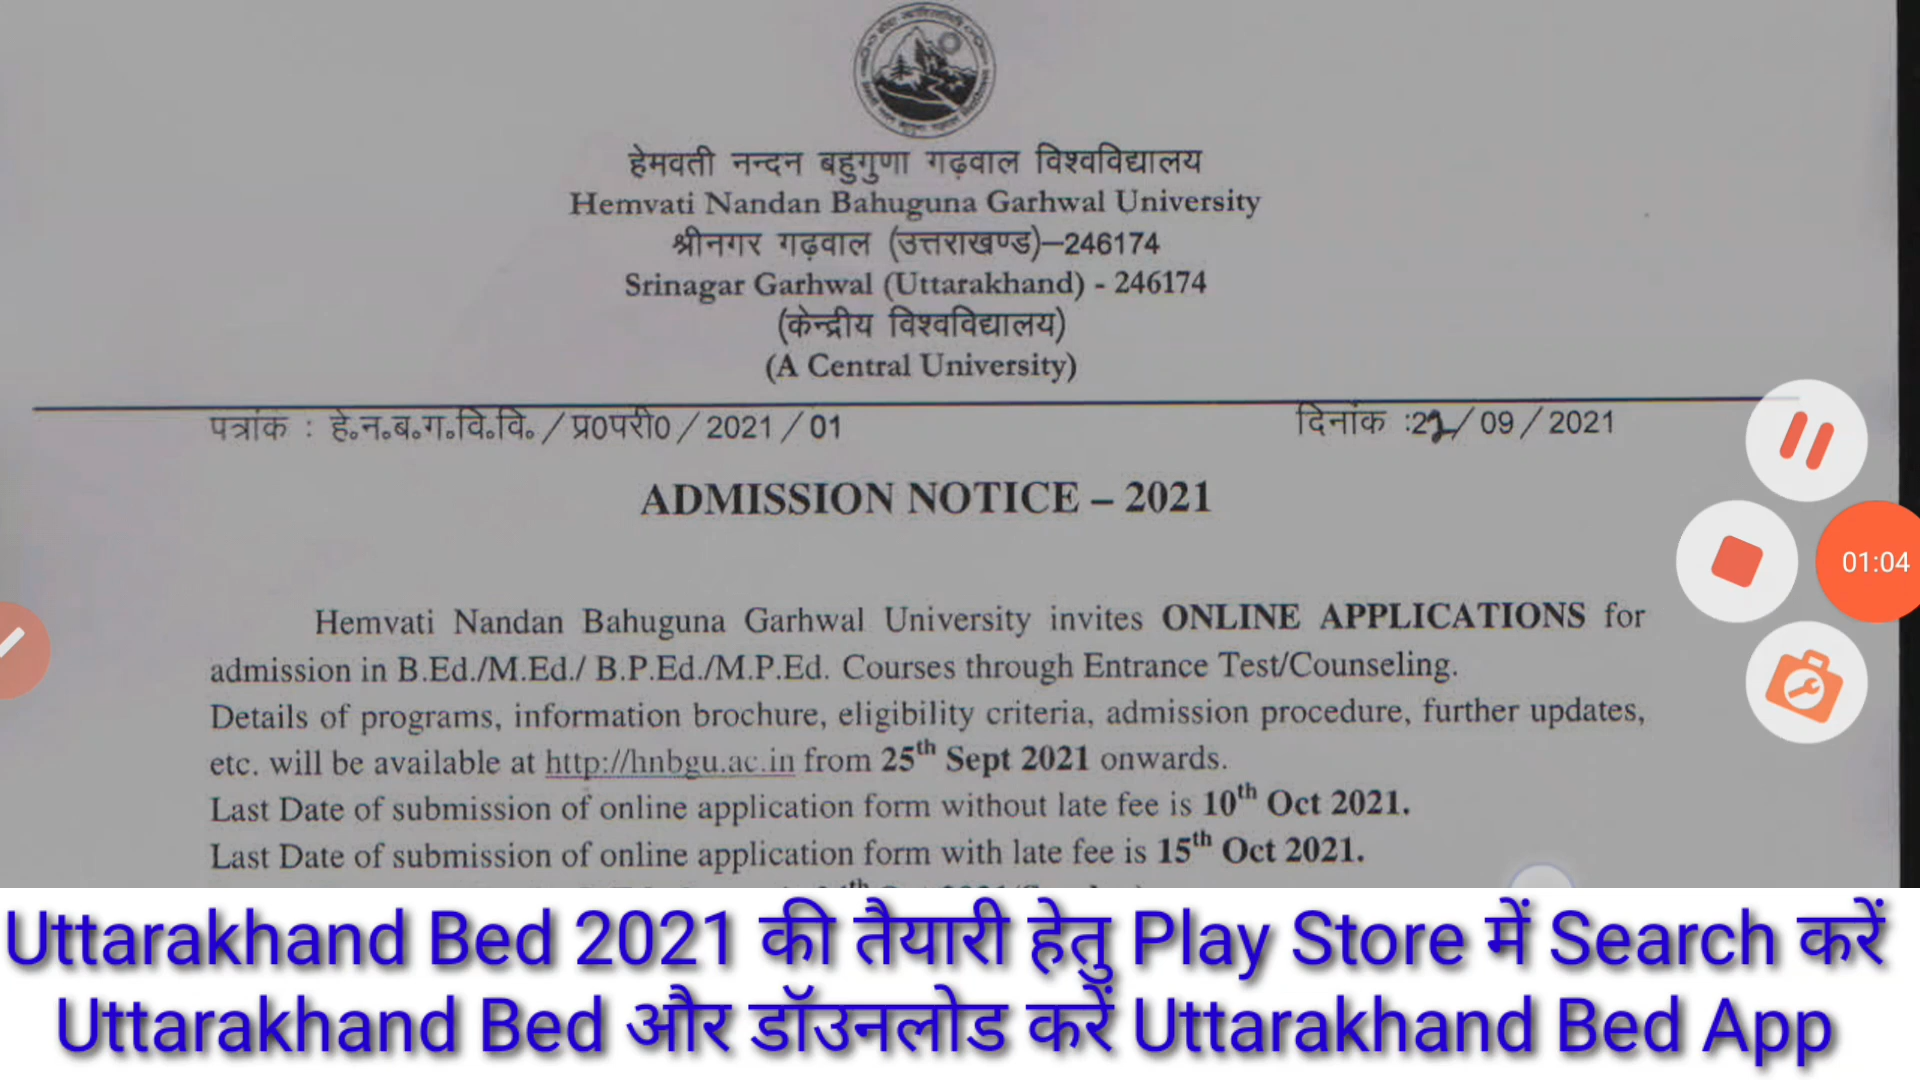 हेमवती नन्दन बहुगुणा गढ़वाल विश्वविद्यालय
Hemvati Nandan Bahuguna Garhwal University
श्रीनगर गढ़वाल (उत्तराखण्ड)–246174
Srinagar Garhwal (Uttarakhand) - 246174
(केन्द्रीय विश्वविद्यालय)
(A Central University)
पत्रांक : हे.न.ब.ग.वि.वि./प्र0परी0/2021/01 दिनांक :22/09/2021
ADMISSION NOTICE – 2021
Hemvati Nandan Bahuguna Garhwal University invites ONLINE APPLICATIONS for
admission in B.Ed./M.Ed./ B.P.Ed./M.P.Ed. Courses through Entrance Test/Counseling.
Details of programs, information brochure, eligibility criteria, admission procedure, further updates,
etc. will be available at http://hnbgu.ac.in from 25th Sept 2021 onwards.
Last Date of submission of online application form without late fee is 10th Oct 2021.
Last Date of submission of online application form with late fee is 15th Oct 2021.
01:04
Uttarakhand Bed 2021 की तैयारी हेतु Play Store में Search करें
Uttarakhand Bed और डॉउनलोड करें Uttarakhand Bed App